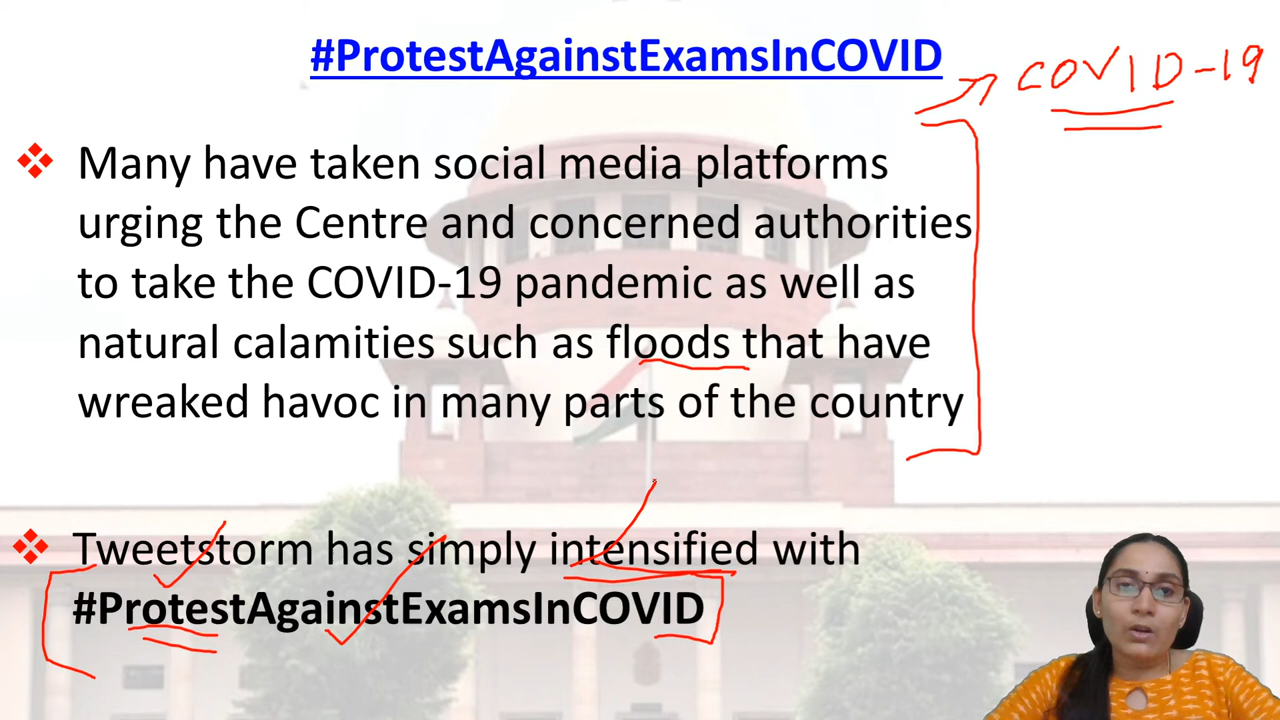 #ProtestAgainstExamsInCOVID
COVID-19
❖ Many have taken social media platforms
urging the Centre and concerned authorities
to take the COVID-19 pandemic as well as
natural calamities such as floods that have
wreaked havoc in many parts of the country
❖ Tweetstorm has simply intensified with
#ProtestAgainstExamsInCOVID